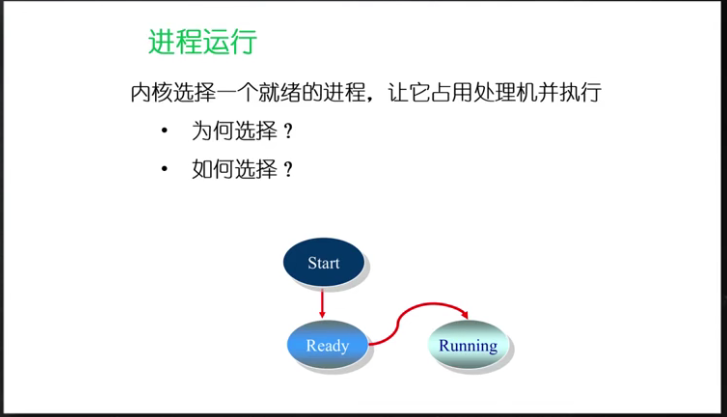 进程运行
内核选择一个就绪的进程，让它占用处理机并执行
• 为何选择？
• 如何选择？
Start
Ready
Running